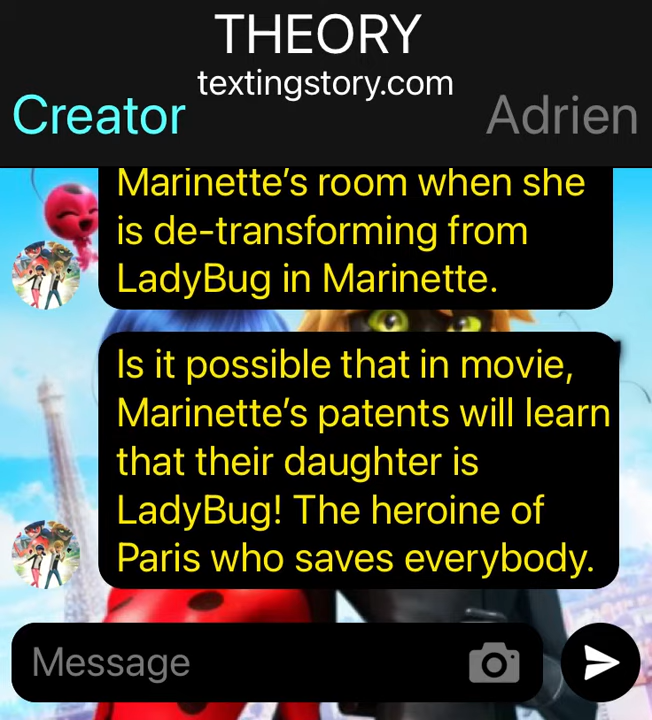 THEORY
textingstory.com
Creator
Adrien
Marinette's room when she
is de-transforming from
LadyBug in Marinette.
Is it possible that in movie,
Marinette's patents will learn
that their daughter is
LadyBug! The heroine of
Paris who saves everybody.
Message